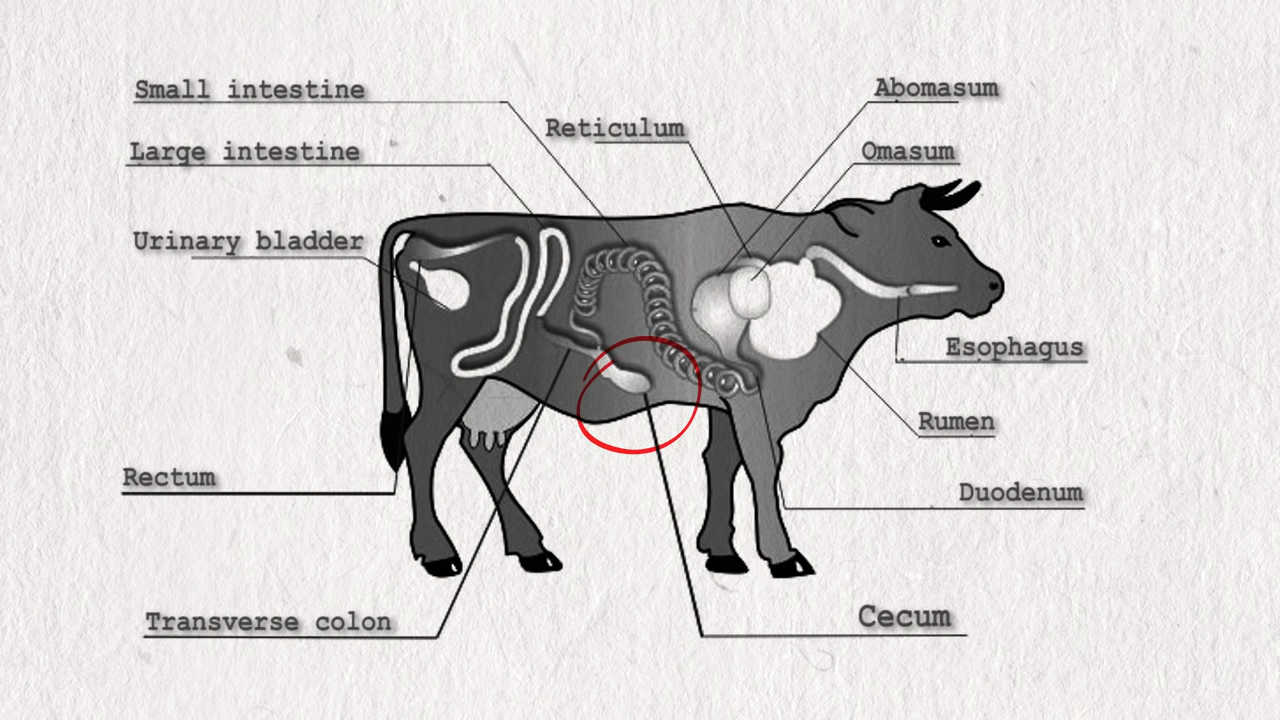 Small intestine
Abomasum
Reticulum
Large intestine
Omasum
Urinary bladder
Esophagus
Rumen
Rectum
Duodenum
Transverse colon
Cecum